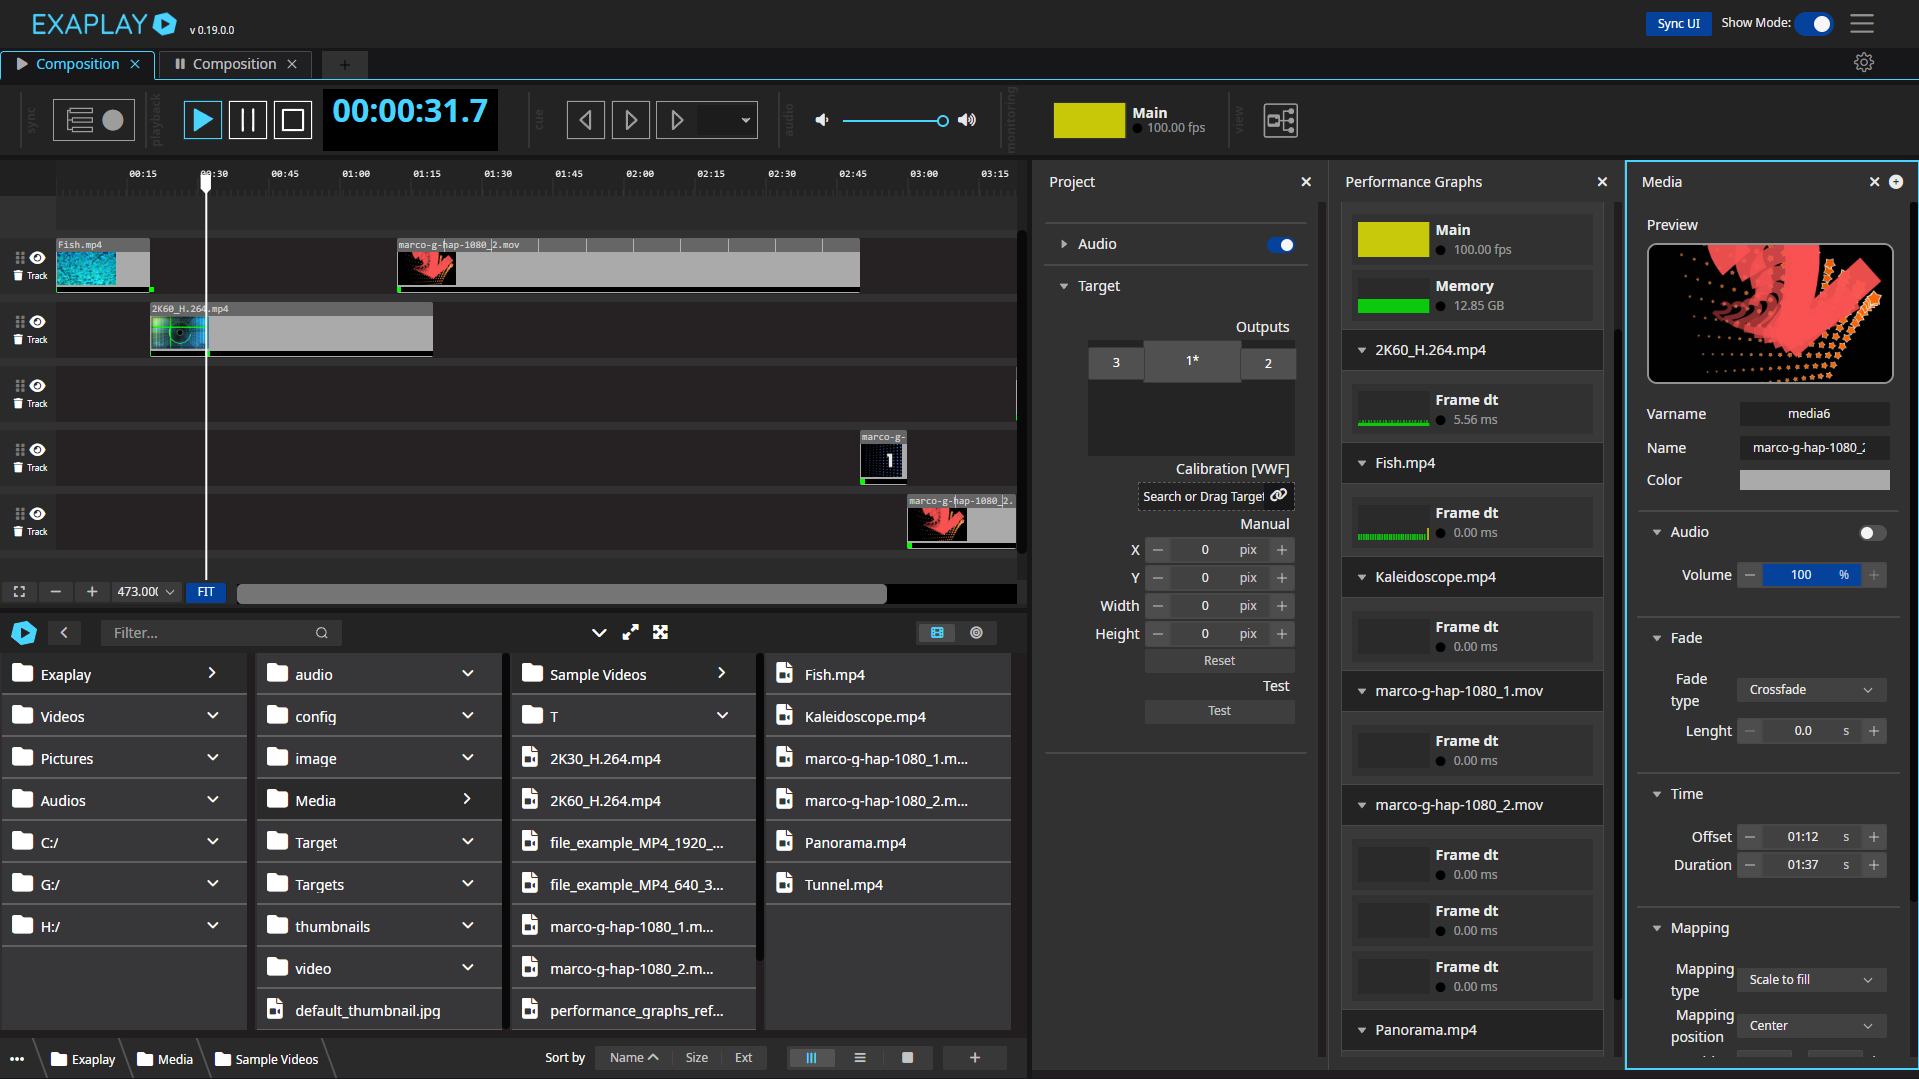 EXAPLAY v 0.19.0.0
Sync UI Show Mode:
Composition Composition
sync playback 00:00:31.7 cue audio monitoring Main view
100.00 fps
00:15 00:30 00:45 01:00 01:15 01:30 01:45 02:00 02:15 02:30 02:45 03:00 03:15
Fish.mp4 marco-g-hap-1080_2.mov
Track
2K60_H.264.mp4
Track
Track
marco-g-
Track
marco-g-hap-1080_2.
Track
473.000 FIT
Filter...
Exaplay
Videos
Pictures
Audios
C:/
G:/
H:/
audio
config
image
Media
Target
Targets
thumbnails
video
default_thumbnail.jpg
Sample Videos
T
2K30_H.264.mp4
2K60_H.264.mp4
file_example_MP4_1920_...
file_example_MP4_640_3...
marco-g-hap-1080_1.m...
marco-g-hap-1080_2.m...
performance_graphs_ref...
Fish.mp4
Kaleidoscope.mp4
marco-g-hap-1080_1.m...
marco-g-hap-1080_2.m...
Panorama.mp4
Tunnel.mp4
Exaplay Media Sample Videos
Sort by Name Size Ext
Project
Audio
Target
Outputs
3 1* 2
Calibration [VWF]
Search or Drag Target
Manual
X 0 pix
Y 0 pix
Width 0 pix
Height 0 pix
Reset
Test
Test
Performance Graphs
Main
100.00 fps
Memory
12.85 GB
2K60_H.264.mp4
Frame dt
5.56 ms
Fish.mp4
Frame dt
0.00 ms
Kaleidoscope.mp4
Frame dt
0.00 ms
marco-g-hap-1080_1.mov
Frame dt
0.00 ms
marco-g-hap-1080_2.mov
Frame dt
0.00 ms
Frame dt
0.00 ms
Frame dt
0.00 ms
Panorama.mp4
Media
Preview
Varname media6
Name marco-g-hap-1080_2
Color
Audio
Volume 100 %
Fade
Fade type Crossfade
Lenght 0.0 s
Time
Offset 01:12 s
Duration 01:37 s
Mapping
Mapping type Scale to fill
Mapping position Center